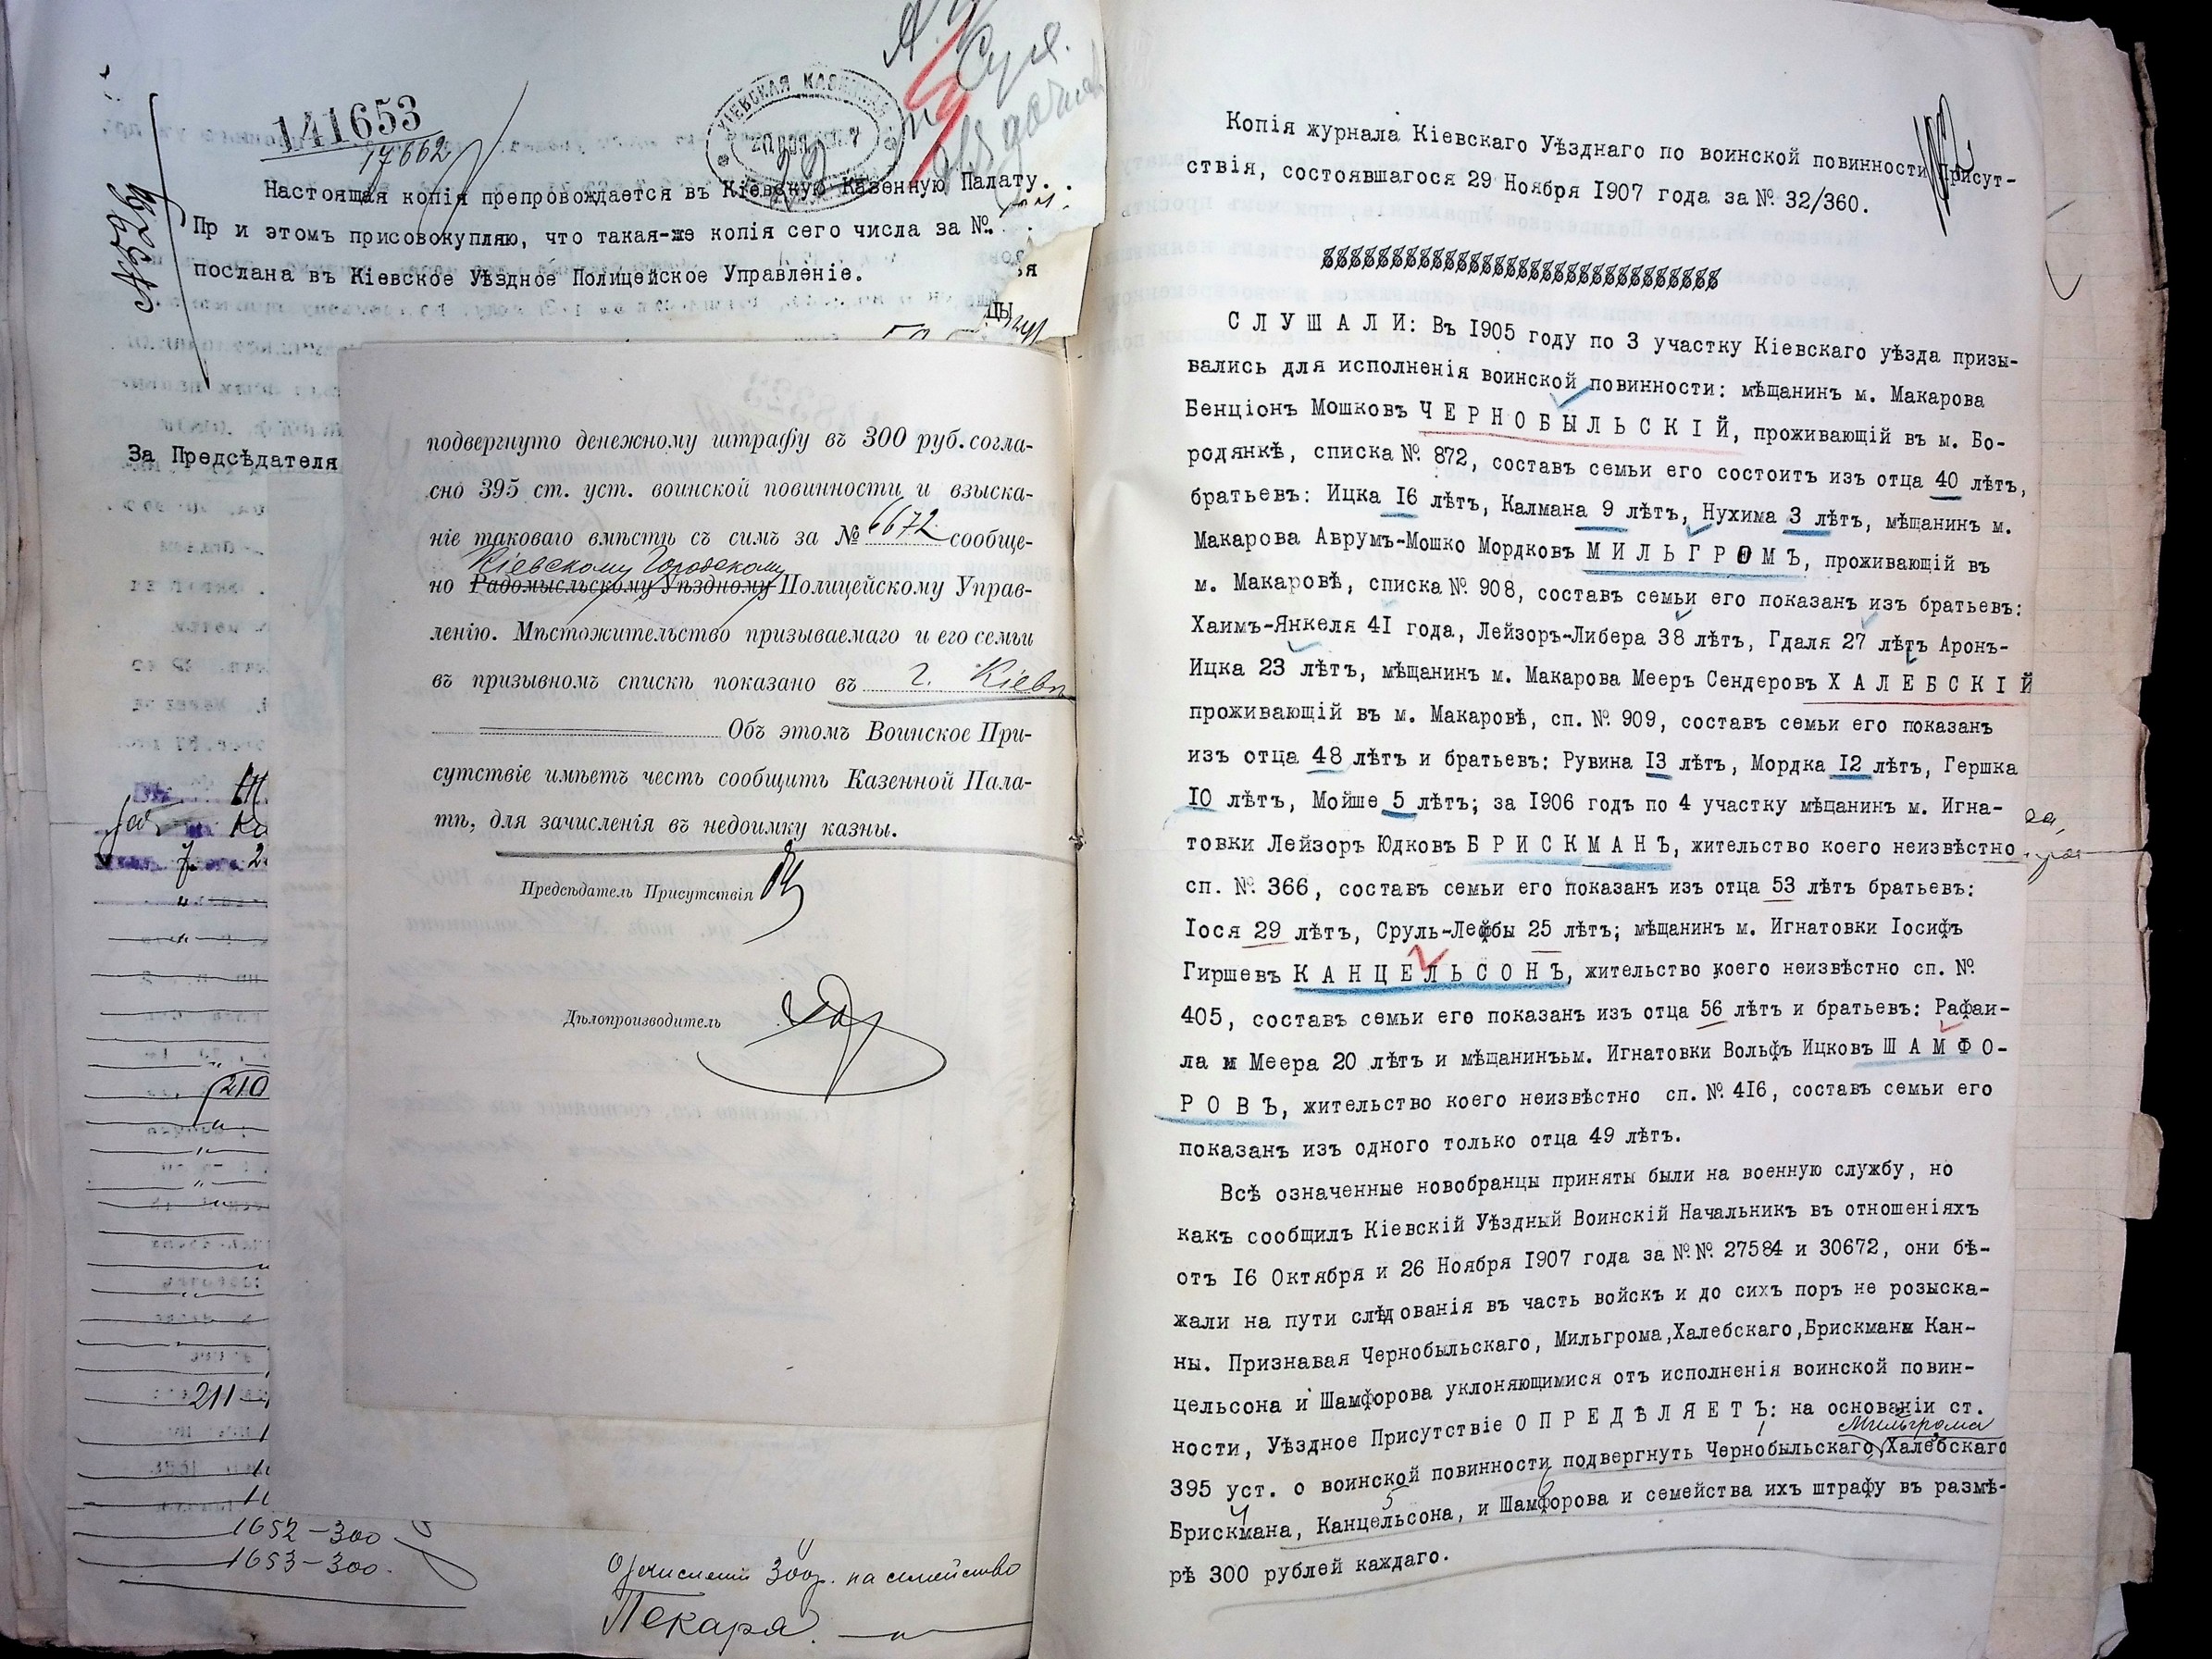 141653
17662
КІЕВСКАЯ КАЗЕННАЯ
№ 5269
Настоящая копія препровождается въ Кіевскую Казенную Палату.
Пр и этомъ присовокупляю, что такая-же копія сего числа за №
послана въ Кіевское Уѣздное Полицейское Управленіе.
За Предсѣдателя
подвергнуто денежному штрафу въ 300 руб. согла-
сно 395 ст. уст. воинской повинности и взыска-
ніе таковаго вмѣстѣ съ симъ за № 6672 сообще-
Кіевскому Городскому
но Радомысльскому Уѣздному Полицейскому Управ-
ленію. Мѣстожительство призываемаго и его семьи
въ призывномъ спискѣ показано въ г. Кіевѣ
Объ этомъ Воинское При-
сутствіе имѣетъ честь сообщить Казенной Пала-
тѣ, для зачисленія въ недоимку казны.
Предсѣдатель Присутствія
Дѣлопроизводитель
210
211
1652 – 300
1653 – 300.
300р. на семейство
Пекаря.
Копія журнала Кіевскаго Уѣзднаго по воинской повинности Присут-
ствія, состоявшагося 29 Ноября 1907 года за № 32/360.
С Л У Ш А Л И: Въ 1905 году по 3 участку Кіевскаго уѣзда призы-
вались для исполненія воинской повинности: мѣщанинъ м. Макарова
Бенціонъ Мошковъ Ч Е Р Н О Б Ы Л Ь С К І Й, проживающій въ м. Бо-
родянкѣ, списка № 872, составъ семьи его состоитъ изъ отца 40 лѣтъ,
братьевъ: Ицка 16 лѣтъ, Калмана 9 лѣтъ, Нухима 3 лѣтъ, мѣщанин м.
Макарова Аврумъ-Мошко Мордковъ М И Л Ь Г Р О М Ъ, проживающій въ
м. Макаровѣ, списка № 908, составъ семьи его показанъ изъ братьевъ:
Хаимъ-Янкеля 41 года, Лейзоръ-Либера 38 лѣтъ, Гдаля 27 лѣтъ Аронъ-
Ицка 23 лѣтъ, мѣщанинъ м. Макарова Мееръ Сендеровъ Х А Л Е Б С К І Й
проживающій въ м. Макаровѣ, сп. № 909, составъ семьи его показанъ
изъ отца 48 лѣтъ и братьевъ: Рувина 13 лѣтъ, Мордка 12 лѣтъ, Гершка
10 лѣтъ, Мойше 5 лѣтъ; за 1906 годъ по 4 участку мѣщанинъ м. Игна-
товки Лейзоръ Юдковъ Б Р И С К М А Н Ъ, жительство коего неизвѣстно
сп. № 366, составъ семьи его показанъ изъ отца 53 лѣтъ братьевъ:
Іося 29 лѣтъ, Сруль-Лейбы 25 лѣтъ; мѣщанинъ м. Игнатовки Іосифъ
Гиршевъ К А Н Ц Е Л Ь С О Н Ъ, жительство коего неизвѣстно сп. №
405, составъ семьи его показанъ изъ отца 56 лѣтъ и братьевъ: Рафаи-
ла и Меера 20 лѣтъ и мѣщанинъьм. Игнатовки Вольфъ Ицковъ Ш А М Ф О-
Р О В Ъ, жительство коего неизвѣстно сп. № 416, составъ семьи его
показанъ изъ одного только отца 49 лѣтъ.
Всѣ означенные новобранцы приняты были на военную службу, но
какъ сообщилъ Кіевскій Уѣздный Воинскій Начальникъ въ отношеніяхъ
отъ 16 Октября и 26 Ноября 1907 года за №№ 27584 и 30672, они бѣ-
жали на пути слѣдованія въ часть войскъ и до сихъ поръ не розыска-
ны. Признавая Чернобыльскаго, Мильгрома,Халебскаго,Брискмана Кан-
цельсона и Шамфорова уклоняющимися отъ исполненія воинской повин-
ности, Уѣздное Присутствіе О П Р Е Д Ѣ Л Я Е Т Ъ: на основаніи ст.
Мильгрома
395 уст. о воинской повинности подвергнуть Чернобыльскаго,Халебскаго
Брискмана, Канцельсона, и Шамфорова и семейства ихъ штрафу въ размѣ-
рѣ 300 рублей каждаго.